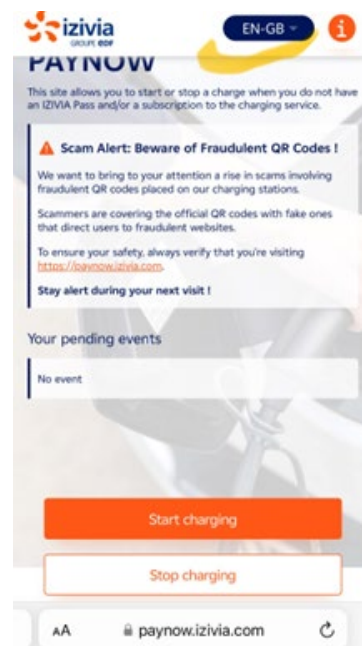 izivia
GROUPE EDF
EN-GB
i
PAYNOW
This site allows you to start or stop a charge when you do not have
an IZIVIA Pass and/or a subscription to the charging service.
Scam Alert: Beware of Fraudulent QR Codes !
We want to bring to your attention a rise in scams involving
fraudulent QR codes placed on our charging stations.
Scammers are covering the official QR codes with fake ones
that direct users to fraudulent websites.
To ensure your safety, always verify that you're visiting
https://paynow.izivia.com.
Stay alert during your next visit !
Your pending events
No event
Start charging
Stop charging
AA
paynow.izivia.com